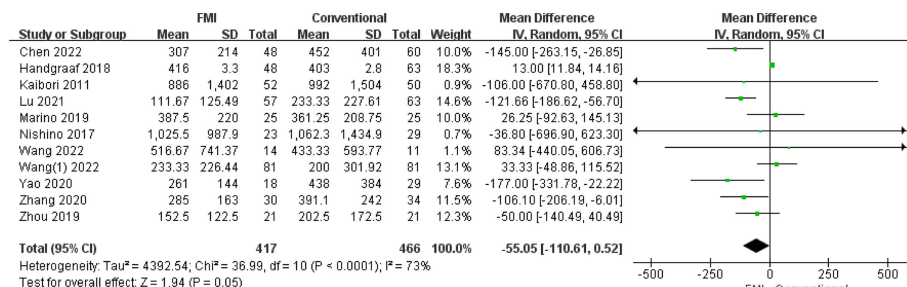 FMI Conventional Mean Difference Mean Difference
Study or Subgroup Mean SD Total Mean SD Total Weight IV, Random, 95% CI IV, Random, 95% CI
Chen 2022 307 214 48 452 401 60 10.0% -145.00 [-263.15, -26.85]
Handgraaf 2018 416 3.3 48 403 2.8 63 18.3% 13.00 [11.84, 14.16]
Kaibori 2011 886 1,402 52 992 1,504 50 0.9% -106.00 [-670.80, 458.80]
Lu 2021 111.67 125.49 57 233.33 227.61 63 14.6% -121.66 [-186.62, -56.70]
Marino 2019 387.5 220 25 361.25 208.75 25 10.0% 26.25 [-92.63, 145.13]
Nishino 2017 1,025.5 987.9 23 1,062.3 1,434.9 29 0.7% -36.80 [-696.90, 623.30]
Wang 2022 516.67 741.37 14 433.33 593.77 11 1.1% 83.34 [-440.05, 606.73]
Wang(1) 2022 233.33 226.44 81 200 301.92 81 13.1% 33.33 [-48.86, 115.52]
Yao 2020 261 144 18 438 384 29 7.6% -177.00 [-331.78, -22.22]
Zhang 2020 285 163 30 391.1 242 34 11.5% -106.10 [-206.19, -6.01]
Zhou 2019 152.5 122.5 21 202.5 172.5 21 12.3% -50.00 [-140.49, 40.49]
Total (95% CI) 417 466 100.0% -55.05 [-110.61, 0.52]
Heterogeneity: Tau² = 4392.54; Chi² = 36.99, df = 10 (P < 0.0001); I² = 73%
Test for overall effect: Z = 1.94 (P = 0.05)
-500 -250 0 250 500